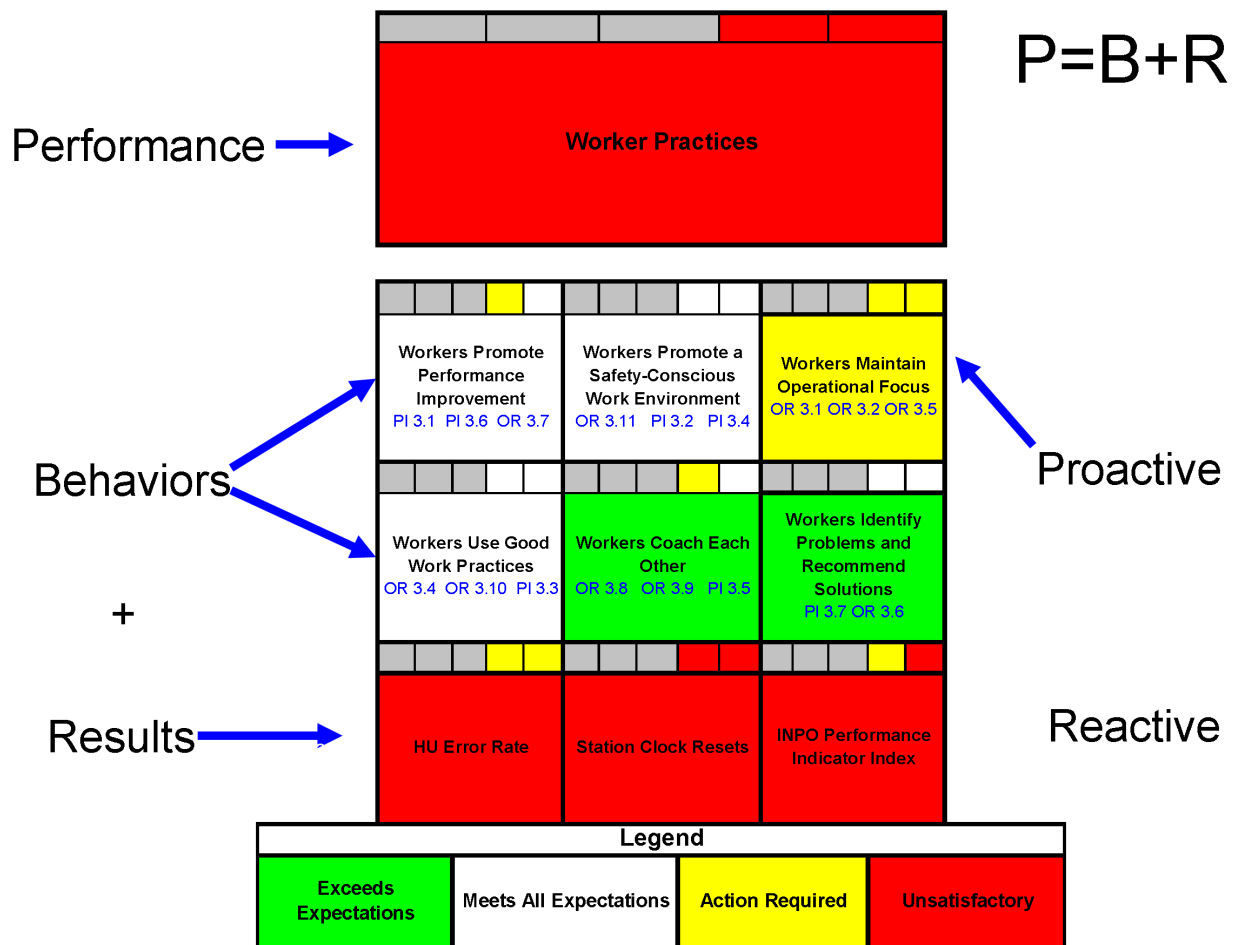 P=B+R
Performance
Worker Practices
Workers Promote
Performance
Improvement
PI 3.1 PI 3.6 OR 3.7
Workers Promote a
Safety-Conscious
Work Environment
OR 3.11 PI 3.2 PI 3.4
Workers Maintain
Operational Focus
OR 3.1 OR 3.2 OR 3.5
Behaviors
Proactive
Workers Use Good
Work Practices
OR 3.4 OR 3.10 PI 3.3
Workers Coach Each
Other
OR 3.8 OR 3.9 PI 3.5
Workers Identify
Problems and
Recommend
Solutions
PI 3.7 OR 3.6
+
Results
HU Error Rate
Station Clock Resets
INPO Performance
Indicator Index
Reactive
Legend
Exceeds
Expectations
Meets All Expectations
Action Required
Unsatisfactory